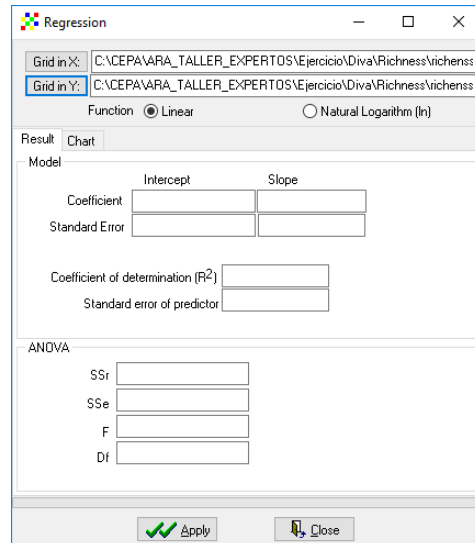 Regression
Grid in X: C:\CEPA\ARA_TALLER_EXPERTOS\Ejercicio\Diva\Richness\richenss
Grid in Y: C:\CEPA\ARA_TALLER_EXPERTOS\Ejercicio\Diva\Richness\richenss
Function Linear Natural Logarithm (ln)
Result Chart
Model
Intercept Slope
Coefficient
Standard Error
Coefficient of determination (R²)
Standard error of predictor
ANOVA
SSr
SSe
F
Df
Apply Close